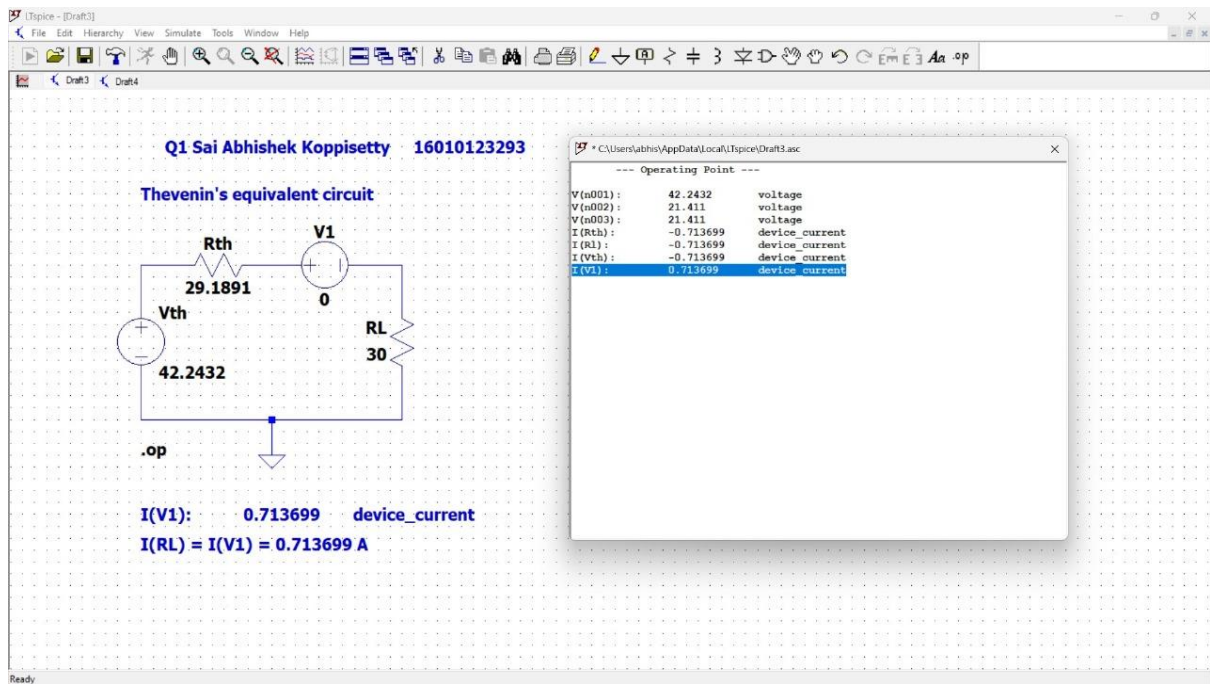 LTspice - [Draft3]
File Edit Hierarchy View Simulate Tools Window Help
Aa .op
Draft3 Draft4
Q1 Sai Abhishek Koppisetty 16010123293
Thevenin's equivalent circuit
Rth
29.1891
V1
0
Vth
42.2432
RL
30
.op
I(V1): 0.713699 device_current
I(RL) = I(V1) = 0.713699 A
* C:\Users\abhis\AppData\Local\LTspice\Draft3.asc
--- Operating Point ---
V(n001): 42.2432 voltage
V(n002): 21.411 voltage
V(n003): 21.411 voltage
I(Rth): -0.713699 device_current
I(Rl): -0.713699 device_current
I(Vth): -0.713699 device_current
I(V1): 0.713699 device_current
Ready